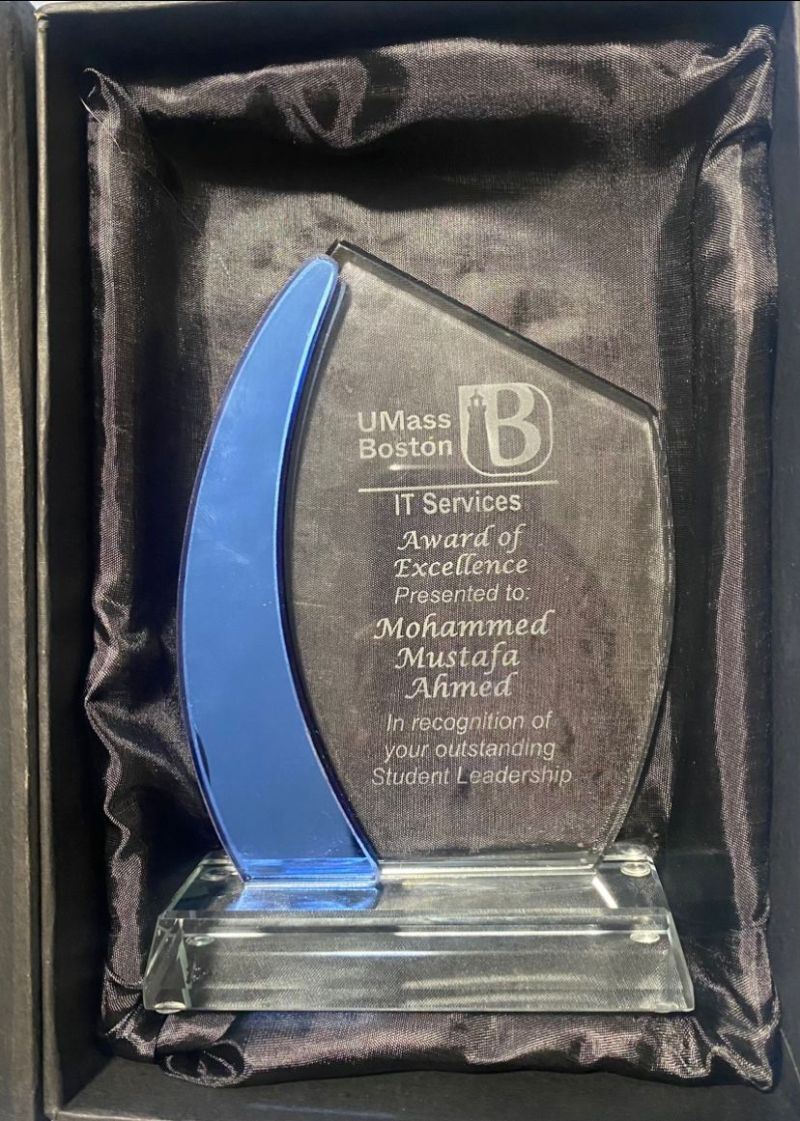 UMass
Boston
B
IT Services
Award of
Excellence
Presented to:
Mohammed
Mustafa
Ahmed
In recognition of
your outstanding
Student Leadership